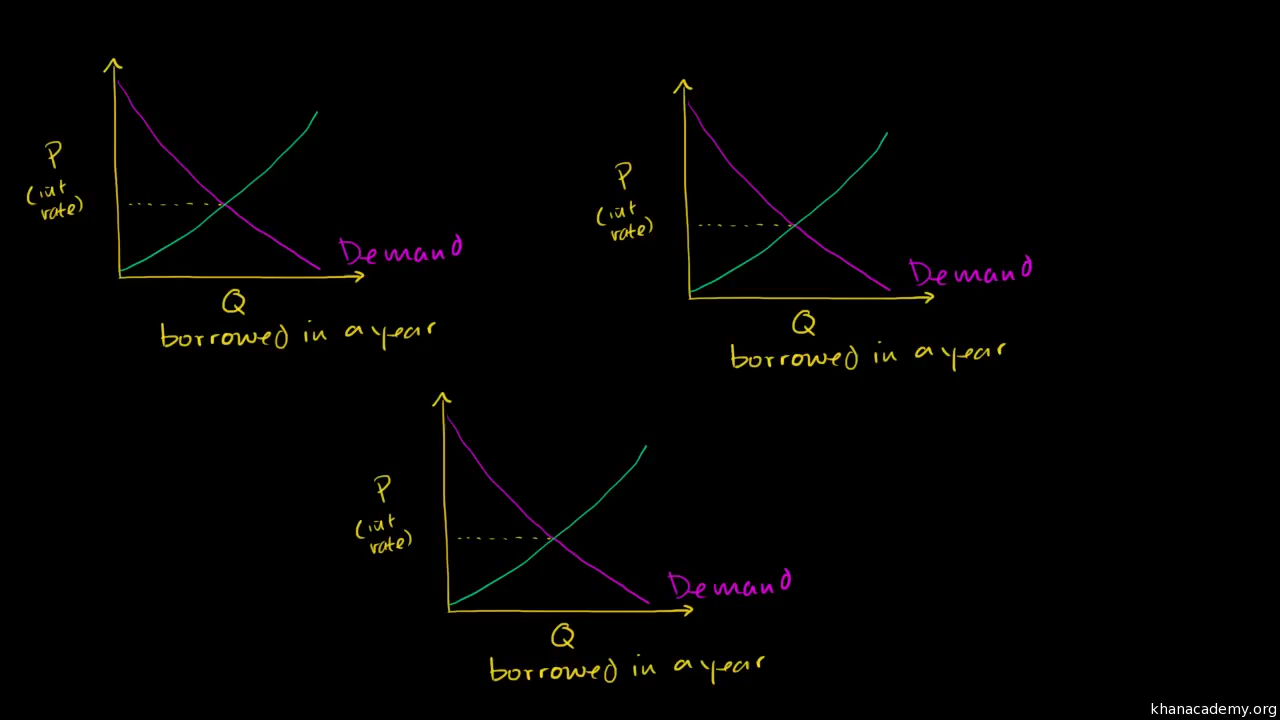 P
(int
rate)
Demand
Q
borrowed in a year
P
(int
rate)
Demand
Q
borrowed in a year
P
(int
rate)
Demand
Q
borrowed in a year
khanacademy.org